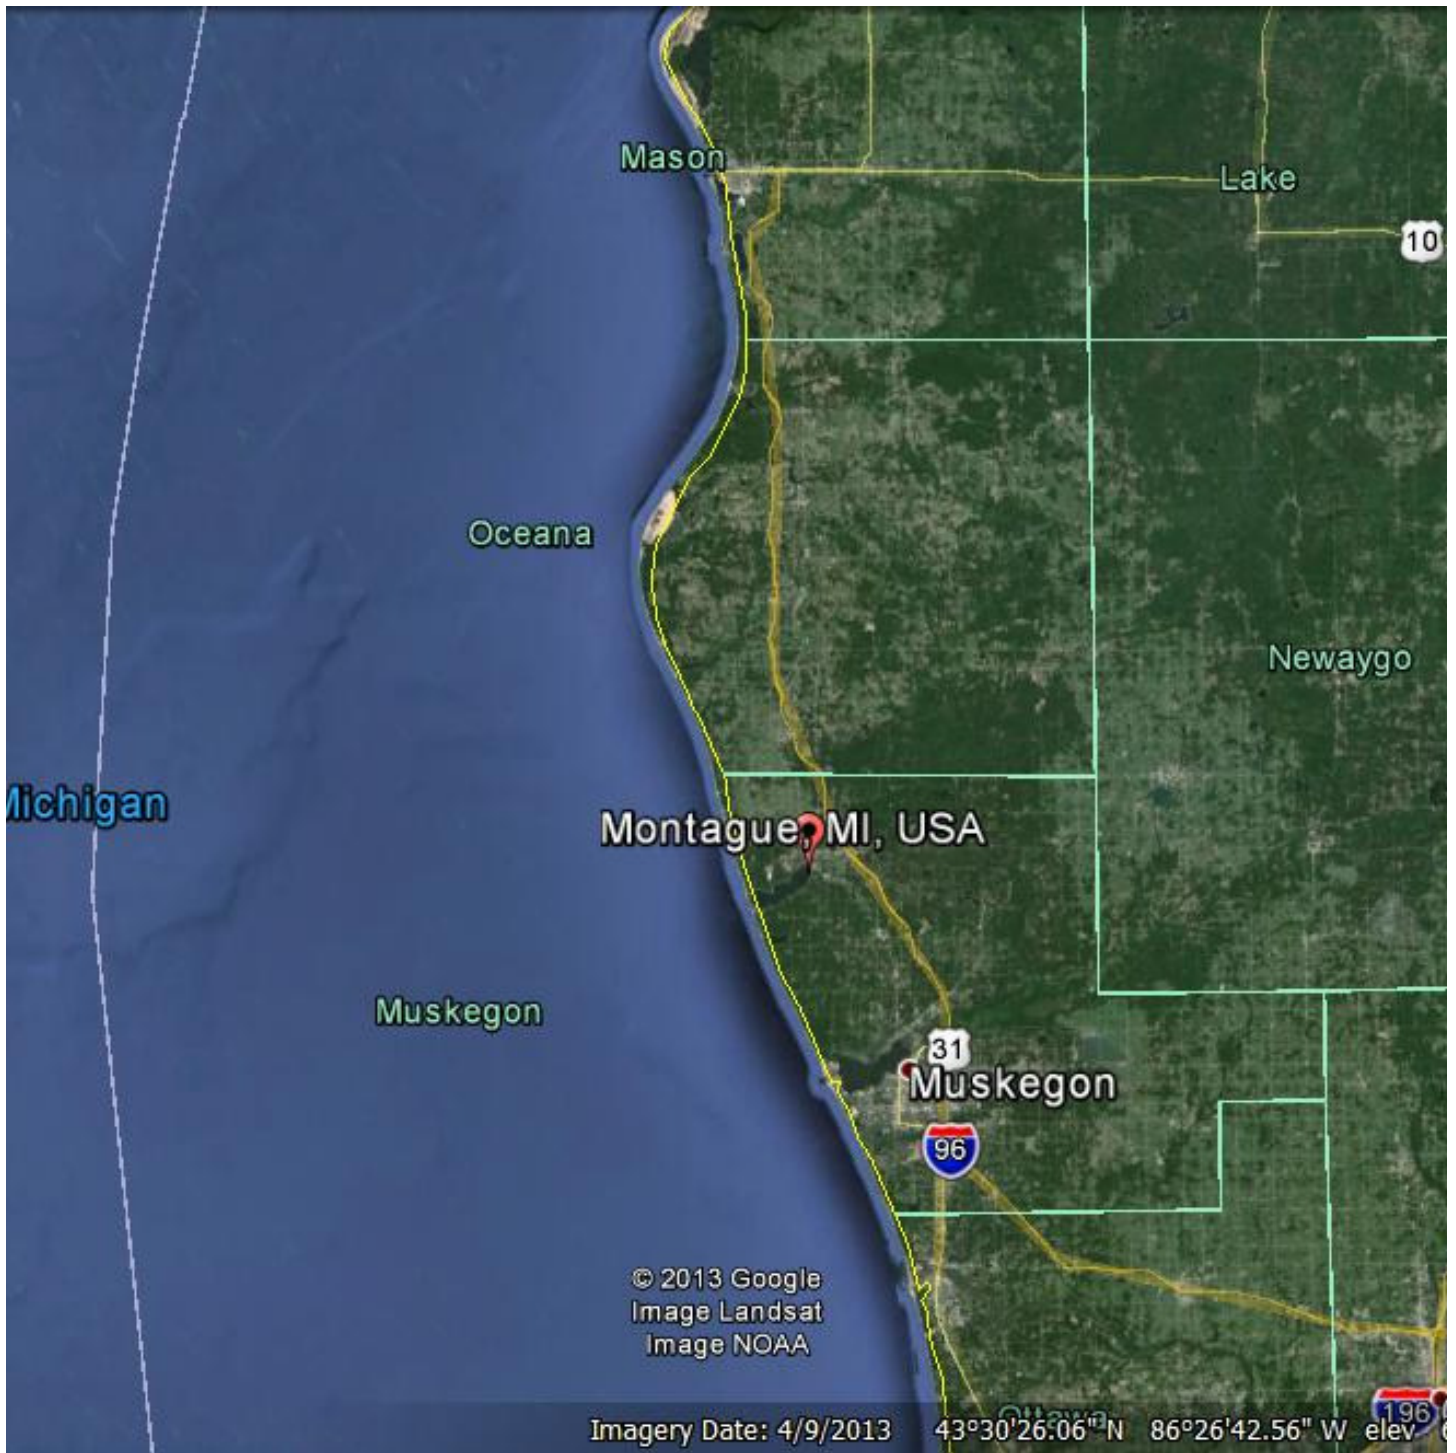 Mason
Lake
10
Oceana
Newaygo
Michigan
Montague, MI, USA
Muskegon
31
Muskegon
96
© 2013 Google
Image Landsat
Image NOAA
Ottawa
196
Imagery Date: 4/9/2013 43°30'26.06" N 86°26'42.56" W elev